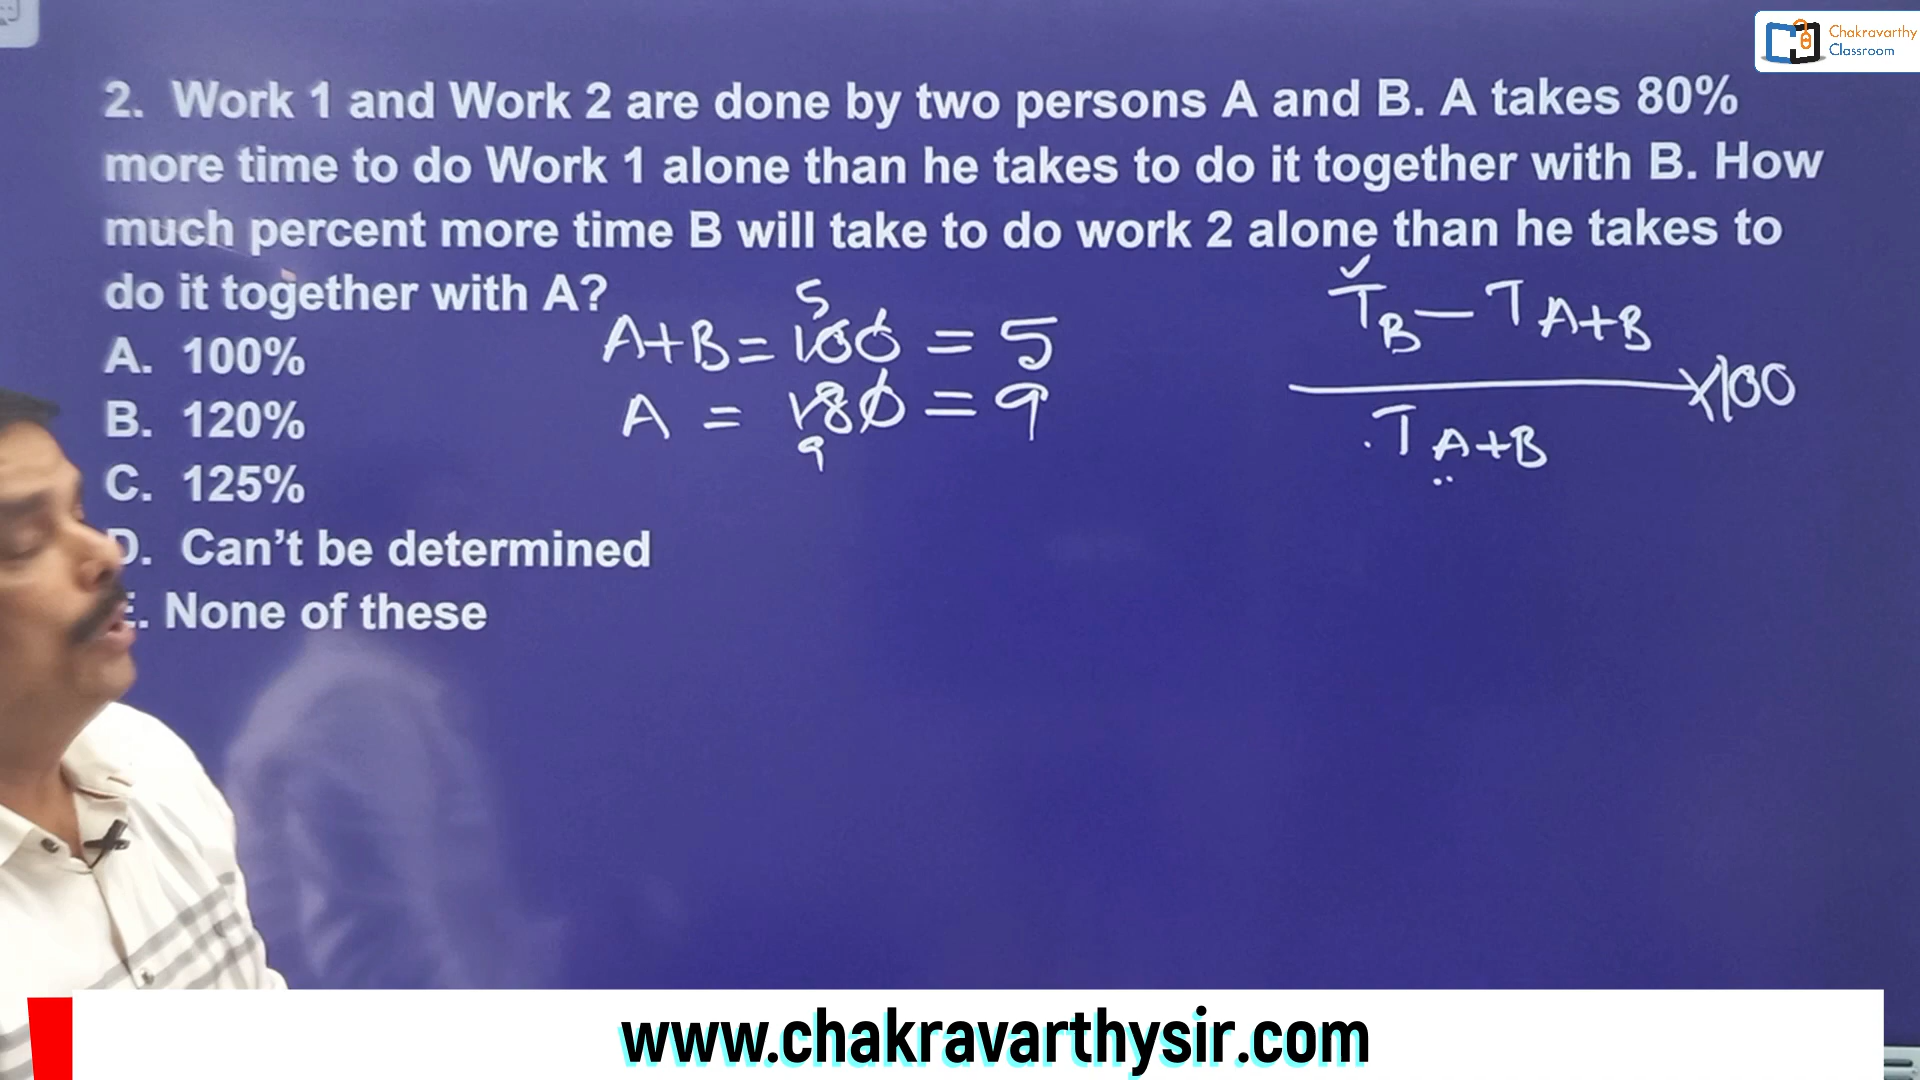 Chakravarthy
Classroom
2. Work 1 and Work 2 are done by two persons A and B. A takes 80%
more time to do Work 1 alone than he takes to do it together with B. How
much percent more time B will take to do work 2 alone than he takes to
do it together with A?
A. 100%
B. 120%
C. 125%
D. Can't be determined
E. None of these
5
A+B = 100 = 5
A = 180 = 9
9
T_B - T_A+B
×100
T_A+B
www.chakravarthysir.com